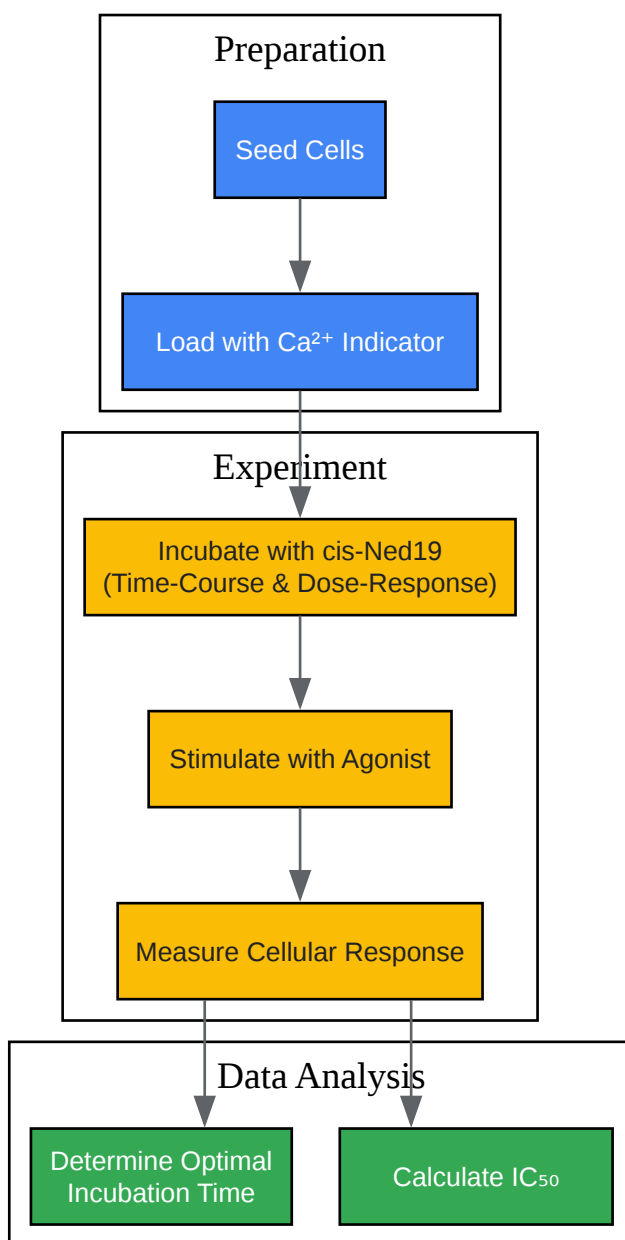 Preparation
Seed Cells
Load with Ca²⁺ Indicator
Experiment
Incubate with cis-Ned19
(Time-Course & Dose-Response)
Stimulate with Agonist
Measure Cellular Response
Data Analysis
Determine Optimal
Incubation Time
Calculate IC₅₀